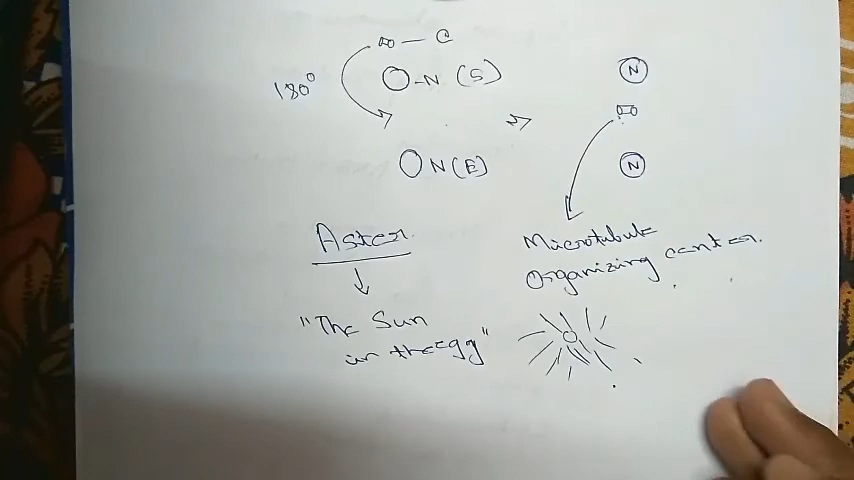 C
180°
N (S)
N
N (E)
N
Aster.
Microtubule
Organizing center.
"The Sun
in the egg"